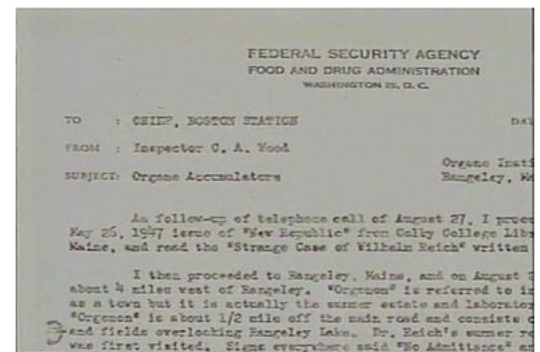 FEDERAL SECURITY AGENCY
FOOD AND DRUG ADMINISTRATION
WASHINGTON 25, D. C.
TO : CHIEF, BOSTON STATION DAT
FROM : Inspector C. A. Wood
Orgone Insti
SUBJECT: Orgone Accumulators Rangeley, Me
As follow-up of telephone call of August 27, I proc
May 26, 1947 issue of "New Republic" from Colby College Lib
Maine, and read the "Strange Case of Wilhelm Reich" written
I then proceeded to Rangeley, Maine, and on August
about 4 miles west of Rangeley. "Orgonon" is referred to i
as a town but it is actually the summer estate and laborato
"Orgonon" is about 1/2 mile off the main road and consists o
and fields overlooking Rangeley Lake. Dr. Reich's summer re
was first visited. Signs everywhere said "No Admittance" an